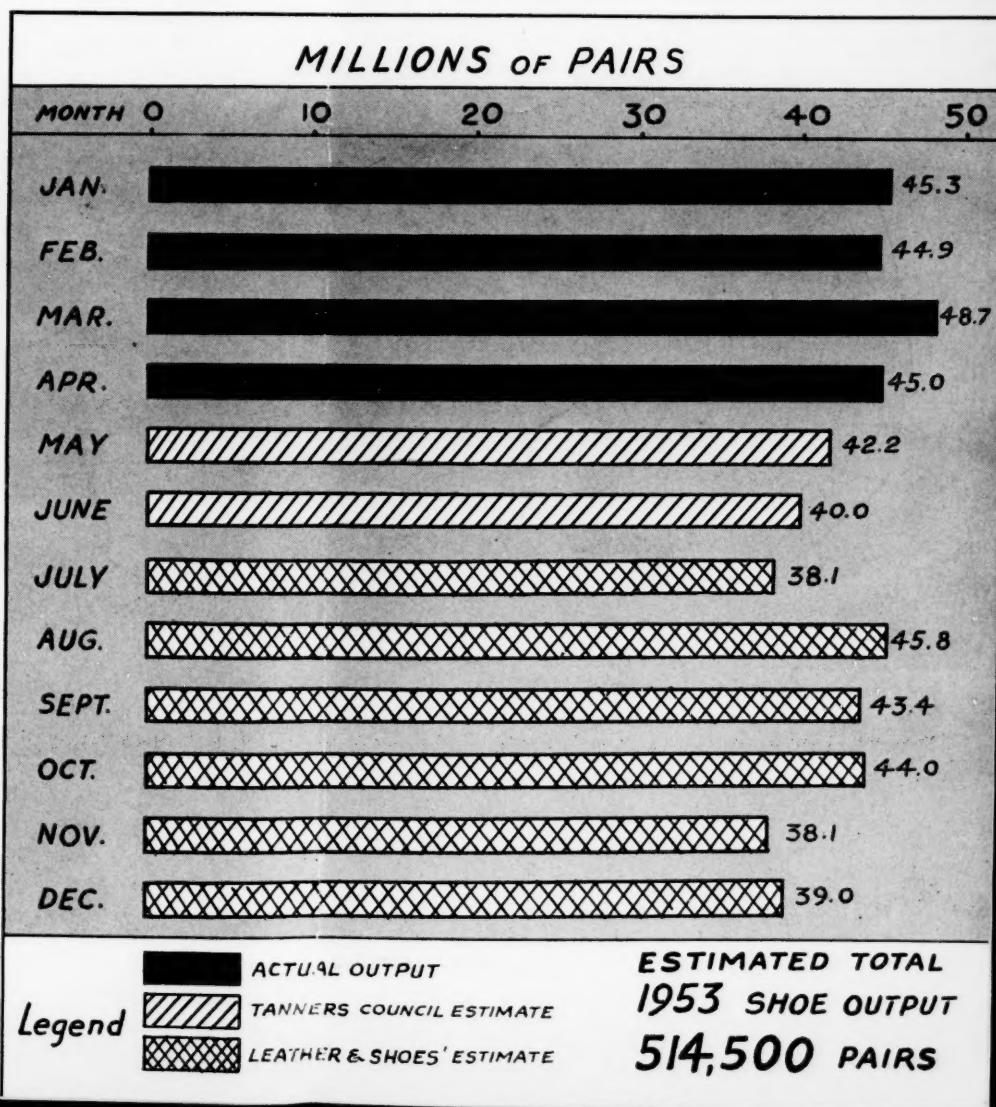 MILLIONS OF PAIRS
MONTH 0 10 20 30 40 50
JAN. 45.3
FEB. 44.9
MAR. 48.7
APR. 45.0
MAY 42.2
JUNE 40.0
JULY 38.1
AUG. 45.8
SEPT. 43.4
OCT. 44.0
NOV. 38.1
DEC. 39.0
Legend
ACTUAL OUTPUT
TANNERS COUNCIL ESTIMATE
LEATHER & SHOES' ESTIMATE
ESTIMATED TOTAL
1953 SHOE OUTPUT
514,500 PAIRS